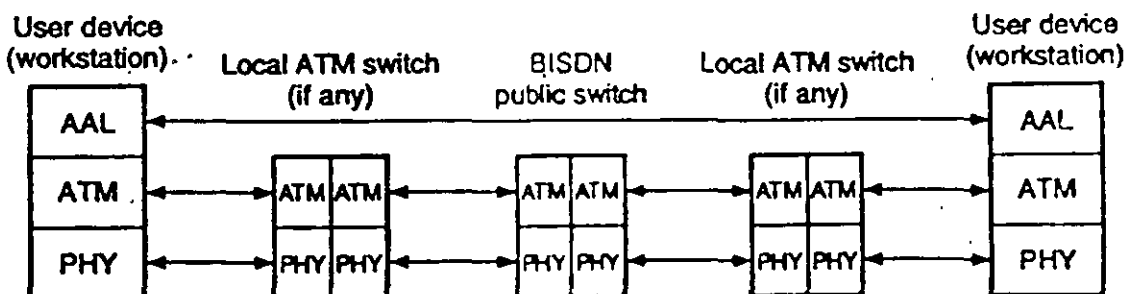 User device
(workstation)
Local ATM switch
(if any)
BISDN
public switch
Local ATM switch
(if any)
User device
(workstation)
AAL
AAL
ATM
ATM ATM
ATM ATM
ATM ATM
ATM
PHY
PHY PHY
PHY PHY
PHY PHY
PHY